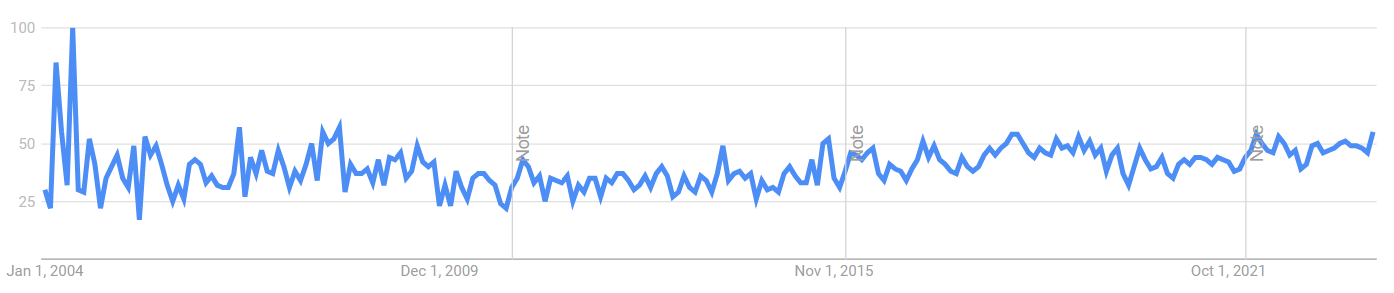 100
75
50
25
Note
Note
Note
Jan 1, 2004
Dec 1, 2009
Nov 1, 2015
Oct 1, 2021